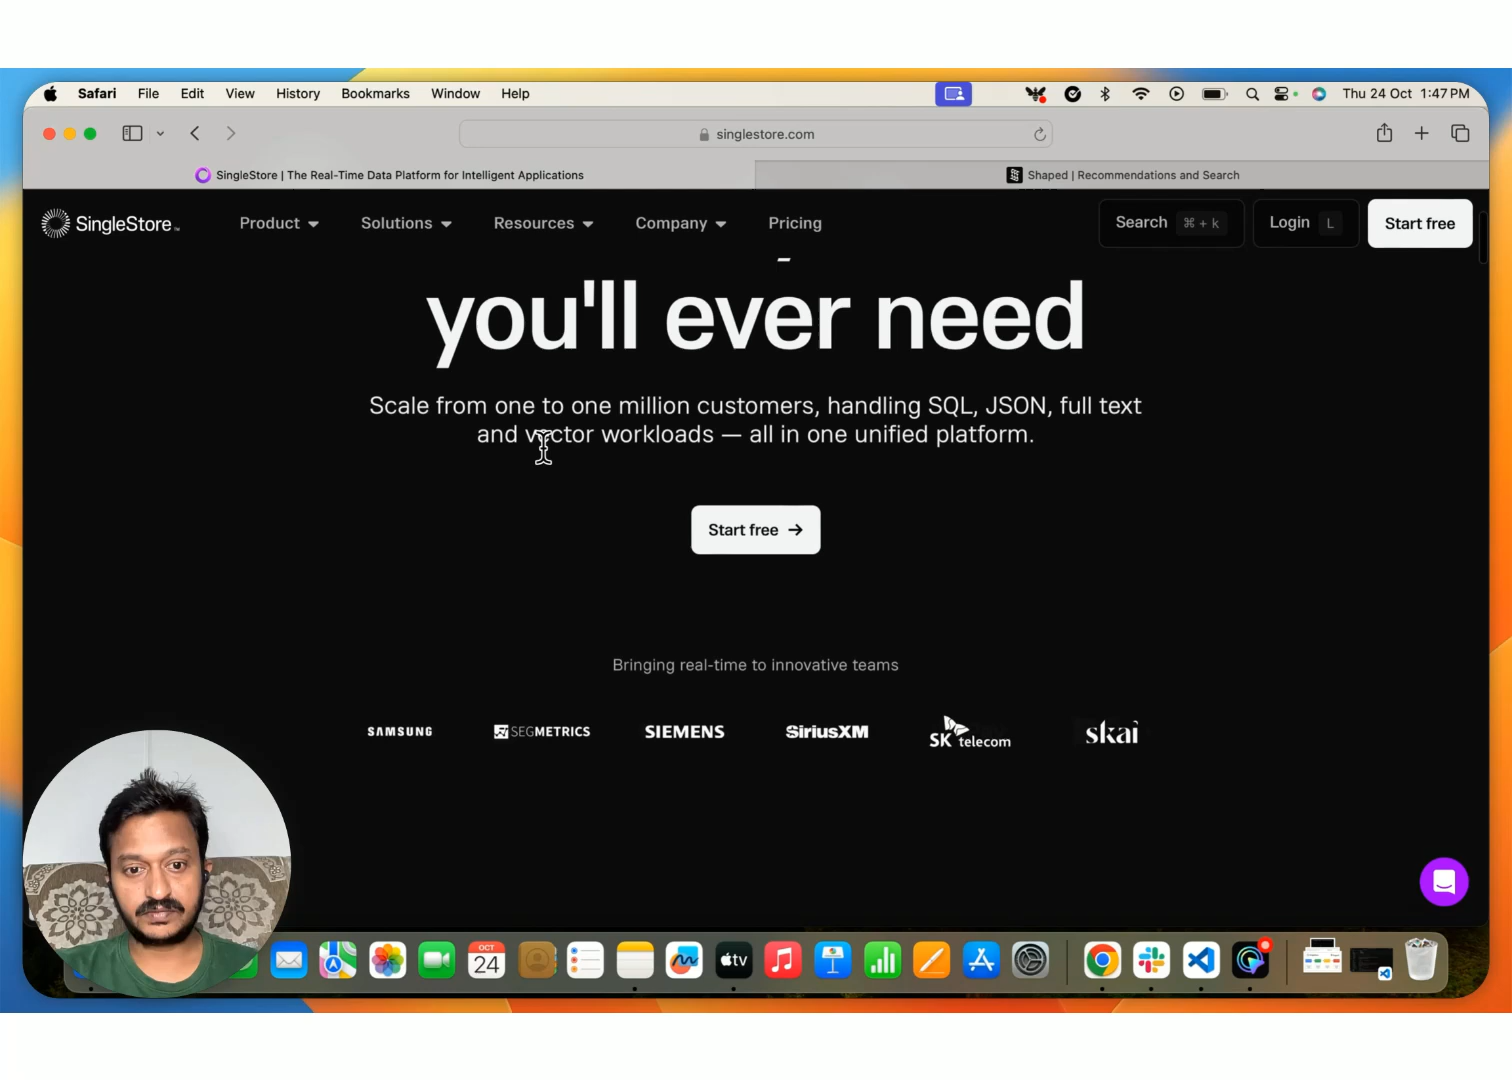 Safari File Edit View History Bookmarks Window Help Thu 24 Oct 1:47 PM
singlestore.com
SingleStore | The Real-Time Data Platform for Intelligent Applications
Shaped | Recommendations and Search
SingleStore Product Solutions Resources Company Pricing Search ⌘ + k Login L Start free
you'll ever need
Scale from one to one million customers, handling SQL, JSON, full text
and vector workloads — all in one unified platform.
Start free →
Bringing real-time to innovative teams
SAMSUNG SEGMETRICS SIEMENS SiriusXM SK telecom skai
OCT
24
tv